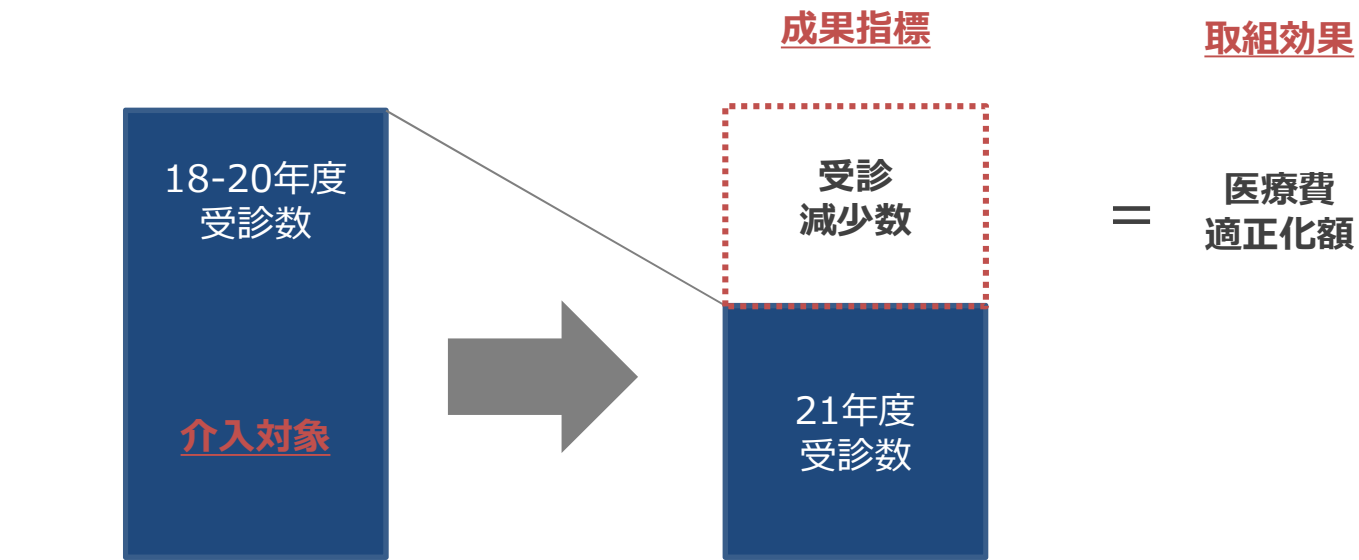 成果指標
取組効果
18-20年度
受診数
介入対象
受診
減少数
21年度
受診数
＝
医療費
適正化額